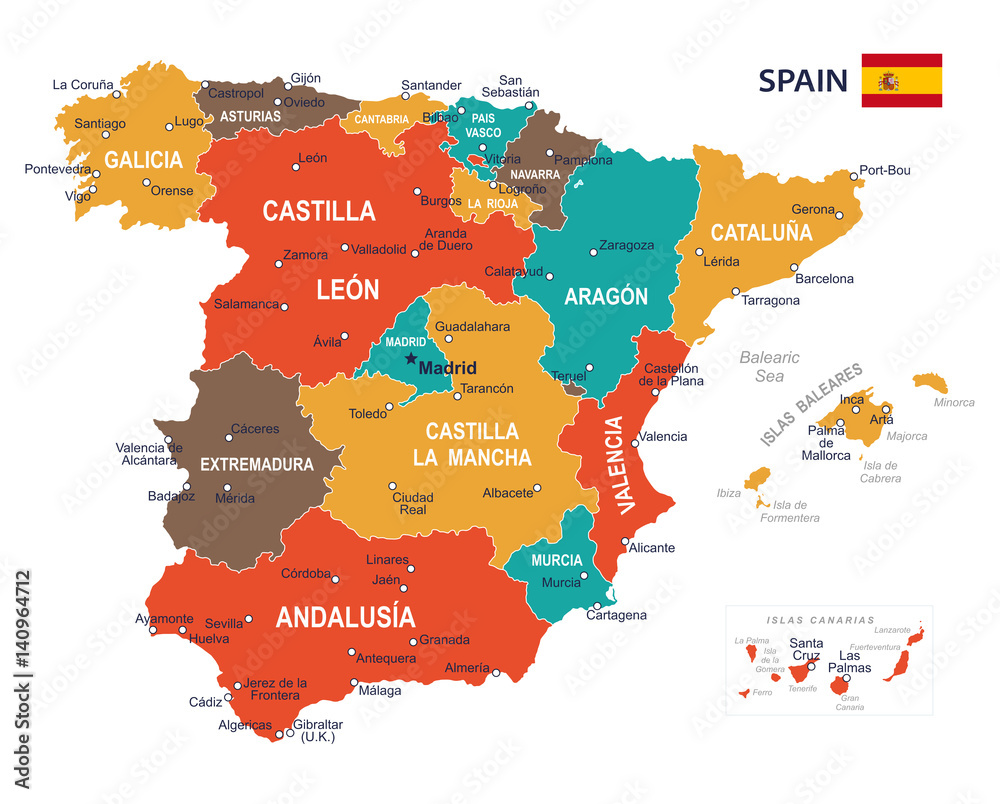 SPAIN
La Coruña
Santiago
Lugo
GALICIA
Pontevedra
Vigo
Orense
Castropol
Gijón
Oviedo
ASTURIAS
Santander
CANTABRIA
Bilbao
San
Sebastián
PAIS
VASCO
Vitoria
Pamplona
NAVARRA
Logroño
LA RIOJA
León
Burgos
CASTILLA
LEÓN
Aranda
de Duero
Zamora
Valladolid
Salamanca
Ávila
Calatayud
Zaragoza
ARAGÓN
Teruel
Port-Bou
Gerona
CATALUÑA
Lérida
Barcelona
Tarragona
MADRID
Madrid
Guadalahara
Tarancón
Toledo
CASTILLA
LA MANCHA
Ciudad
Real
Albacete
Castellón
de la Plana
VALENCIA
Valencia
Alicante
Cáceres
Valencia de
Alcántara
EXTREMADURA
Badajoz
Mérida
MURCIA
Murcia
Cartagena
Linares
Córdoba
Jaén
ANDALUSÍA
Ayamonte
Huelva
Sevilla
Granada
Antequera
Almería
Jerez de la
Frontera
Cádiz
Málaga
Algericas
Gibraltar
(U.K.)
Balearic
Sea
ISLAS BALEARES
Inca
Artá
Palma
de
Mallorca
Minorca
Majorca
Isla de
Cabrera
Ibiza
Isla de
Formentera
ISLAS CANARIAS
La Palma
Isla
de la
Gomera
Ferro
Santa
Cruz
Tenerife
Las
Palmas
Gran
Canaria
Fuerteventura
Lanzarote
Adobe Stock | #140964712
Adobe Stock